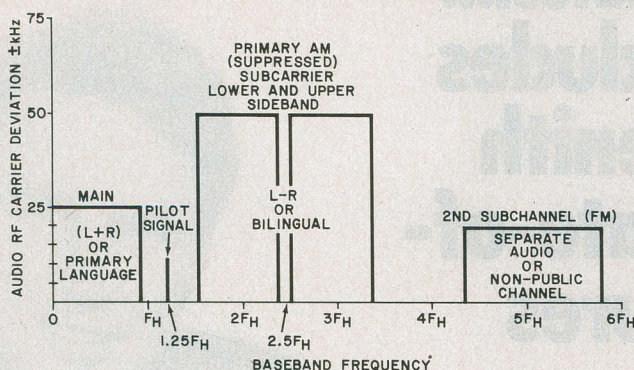 75
50
25
0
AUDIO RF CARRIER DEVIATION ±kHz
PRIMARY AM
(SUPPRESSED)
SUBCARRIER
LOWER AND UPPER
SIDEBAND
MAIN
(L+R)
OR
PRIMARY
LANGUAGE
PILOT
SIGNAL
L-R
OR
BILINGUAL
2ND SUBCHANNEL (FM)
SEPARATE
AUDIO
OR
NON-PUBLIC
CHANNEL
FH 2FH 3FH 4FH 5FH 6FH
1.25FH 2.5FH
BASEBAND FREQUENCY